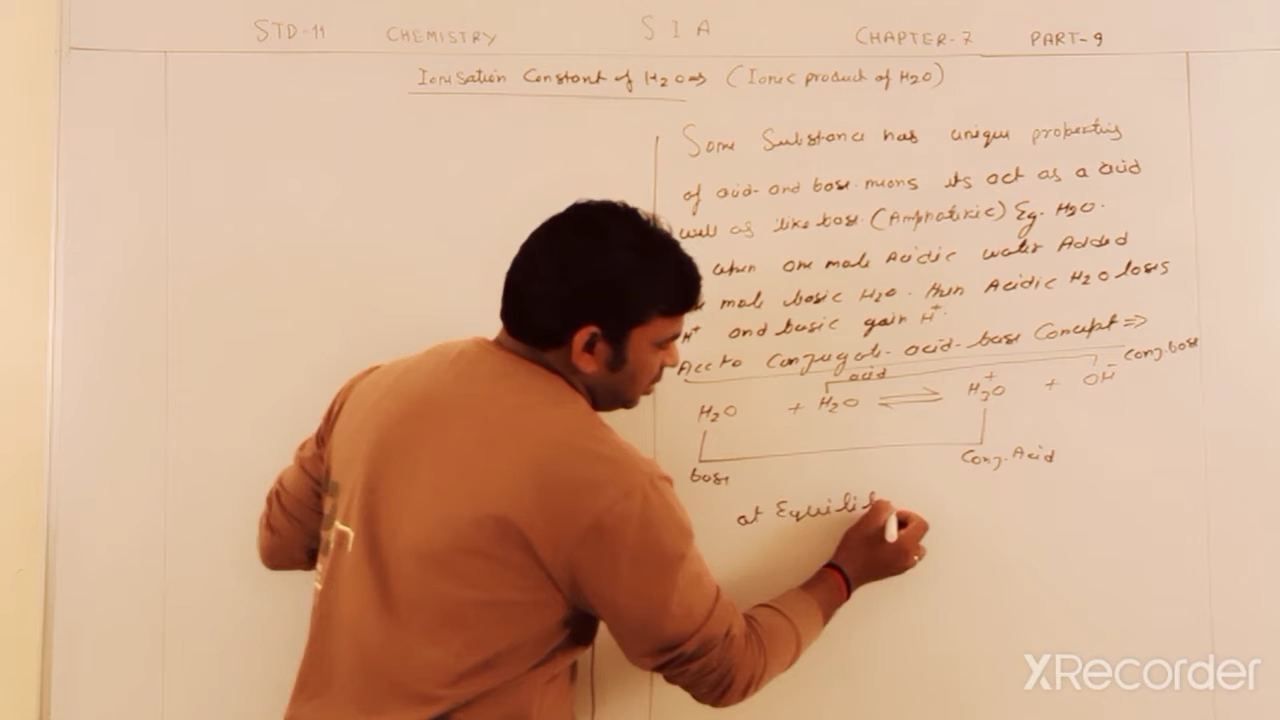 STD-11 CHEMISTRY S I A CHAPTER-7 PART-9
Ionisation Constant of H2O ⇒ (Ionic product of H2O)
Some Substance has unique properties
of acid and base means its act as a acid
well as like base (Amphoteric) Eg. H2O.
when one mole Acidic water Added
mole basic H2O. then Acidic H2O loses
H+ and basic gain H+.
Acc to Conjugate acid-base Concept ⇒
acid Conj. base
H2O + H2O ⇌ H3O+ + OH-
base Conj. Acid
at Equilib
XRecorder